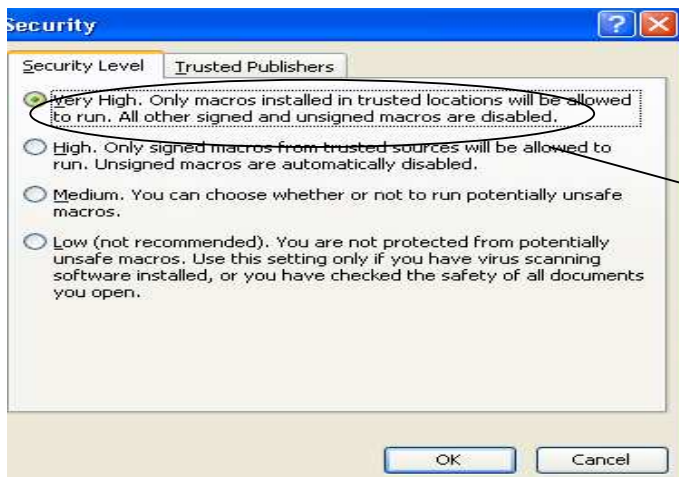 Security
Security Level Trusted Publishers
Very High. Only macros installed in trusted locations will be allowed
to run. All other signed and unsigned macros are disabled.
High. Only signed macros from trusted sources will be allowed to
run. Unsigned macros are automatically disabled.
Medium. You can choose whether or not to run potentially unsafe
macros.
Low (not recommended). You are not protected from potentially
unsafe macros. Use this setting only if you have virus scanning
software installed, or you have checked the safety of all documents
you open.
OK Cancel